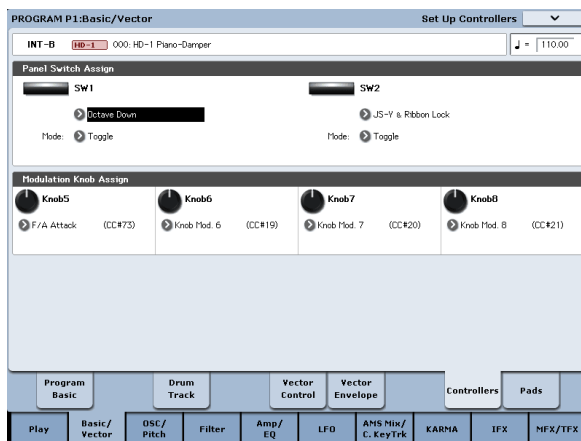 PROGRAM P1:Basic/Vector Set Up Controllers
INT-B HD-1 000: HD-1 Piano-Damper ♩ = 110.00
Panel Switch Assign
SW1 SW2
Octave Down JS-Y & Ribbon Lock
Mode: Toggle Mode: Toggle
Modulation Knob Assign
Knob5 Knob6 Knob7 Knob8
F/A Attack (CC#73) Knob Mod. 6 (CC#19) Knob Mod. 7 (CC#20) Knob Mod. 8 (CC#21)
Program Basic Drum Track Vector Control Vector Envelope Controllers Pads
Play Basic/Vector OSC/Pitch Filter Amp/EQ LFO AMS Mix/C.KeyTrk KARMA IFX MFX/TFX